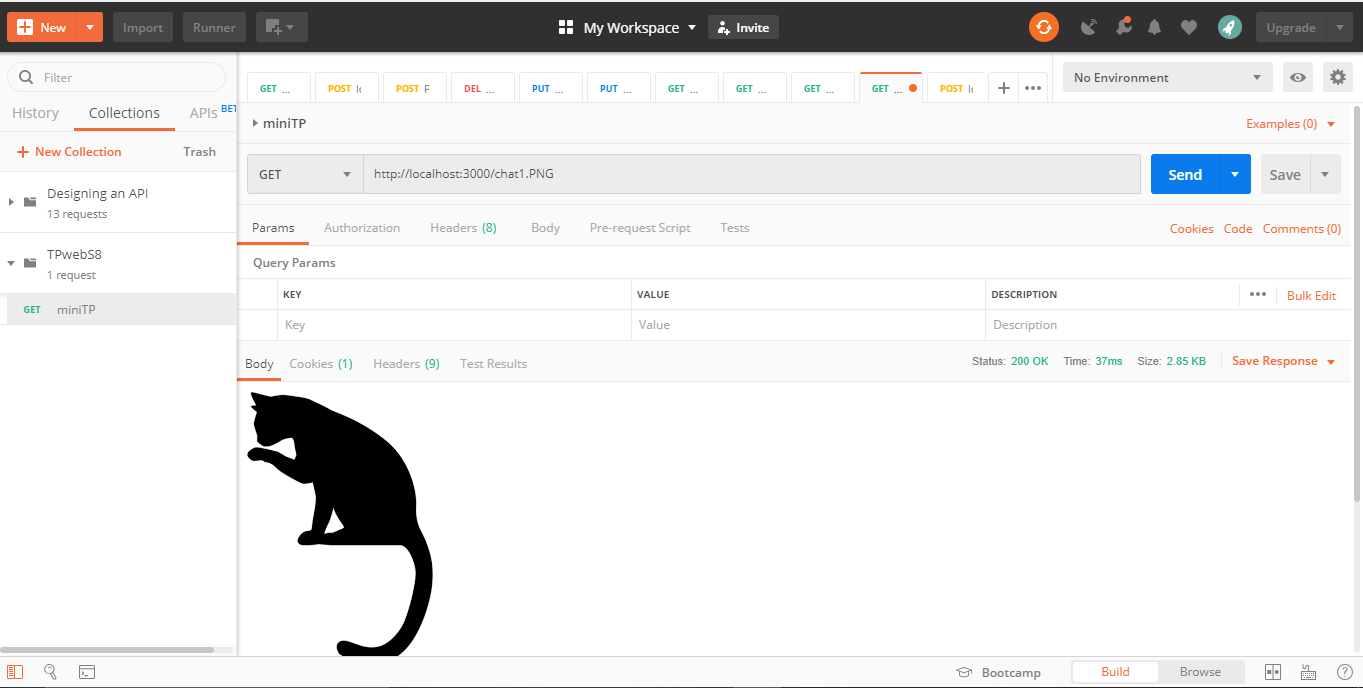 New Import Runner My Workspace Invite Upgrade
Filter
History Collections APIs BET
New Collection Trash
Designing an API
13 requests
TPwebS8
1 request
GET miniTP
GET ... POST POST DEL ... PUT ... PUT ... GET ... GET ... GET ... GET ... POST
No Environment
miniTP Examples (0)
GET http://localhost:3000/chat1.PNG Send Save
Params Authorization Headers (8) Body Pre-request Script Tests Cookies Code Comments (0)
Query Params
KEY VALUE DESCRIPTION Bulk Edit
Key Value Description
Body Cookies (1) Headers (9) Test Results Status: 200 OK Time: 37ms Size: 2.85 KB Save Response
Bootcamp Build Browse